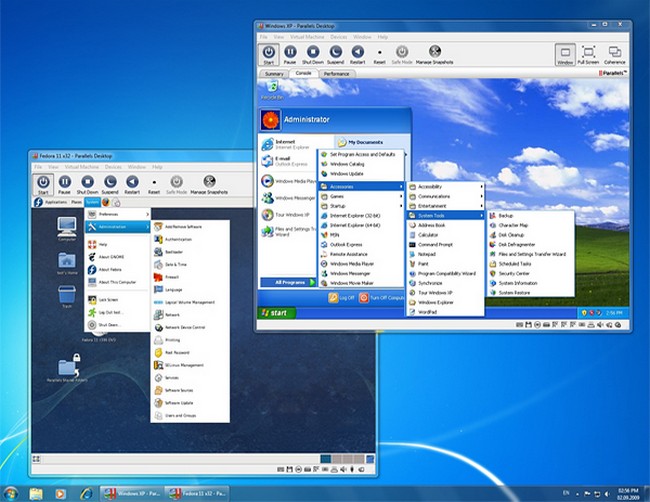 Windows XP - Parallels Desktop
File View Virtual Machine Devices Window Help
Start Pause Shut Down Suspend Restart Reset Safe Mode Manage Snapshots Window Full Screen Coherence
Summary Console Performance
Parallels™
Recycle Bin
Administrator
Internet
Internet Explorer
E-mail
Outlook Express
Windows Media Player
Windows Messenger
Tour Windows XP
Files and Settings Transfer Wizard
All Programs
My Documents
Set Program Access and Defaults
Windows Catalog
Windows Update
Accessories
Games
Startup
Internet Explorer (32-bit)
Internet Explorer (64-bit)
MSN
Outlook Express
Remote Assistance
Windows Media Player
Windows Messenger
Windows Movie Maker
Accessibility
Communications
Entertainment
System Tools
Address Book
Calculator
Command Prompt
Notepad
Paint
Program Compatibility Wizard
Synchronize
Tour Windows XP
Windows Explorer
WordPad
Backup
Character Map
Disk Cleanup
Disk Defragmenter
Files and Settings Transfer Wizard
Scheduled Tasks
Security Center
System Information
System Restore
Log Off Turn Off Compu
start
2:56 PM
Fedora 11 x32 - Parallels Desktop
File View Virtual Machine Devices Window Help
Start Pause Shut Down Suspend Restart Reset Safe Mode Manage Snapshots
Applications Places System
Computer
test's Home
Trash
Fedora 11 i386 DVD
Parallels Shared Folders
Preferences
Administration
Help
About GNOME
About Fedora
About This Computer
Lock Screen
Log Out test...
Shut Down...
Add/Remove Software
Authentication
Bootloader
Date & Time
Firewall
Language
Logical Volume Management
Network
Network Device Control
Printing
Root Password
SELinux Management
Services
Software Sources
Software Update
Users and Groups
Windows XP - Para...
Fedora 11 x32 - Pa...
EN
02:56 PM
02.09.2009